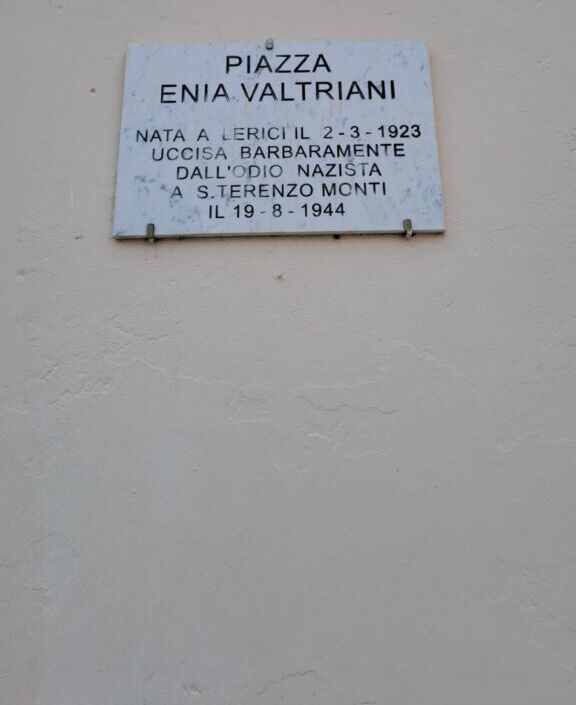 PIAZZA
ENIA VALTRIANI
NATA A LERICI IL 2-3-1923
UCCISA BARBARAMENTE
DALL'ODIO NAZISTA
A S.TERENZO MONTI
IL 19-8-1944